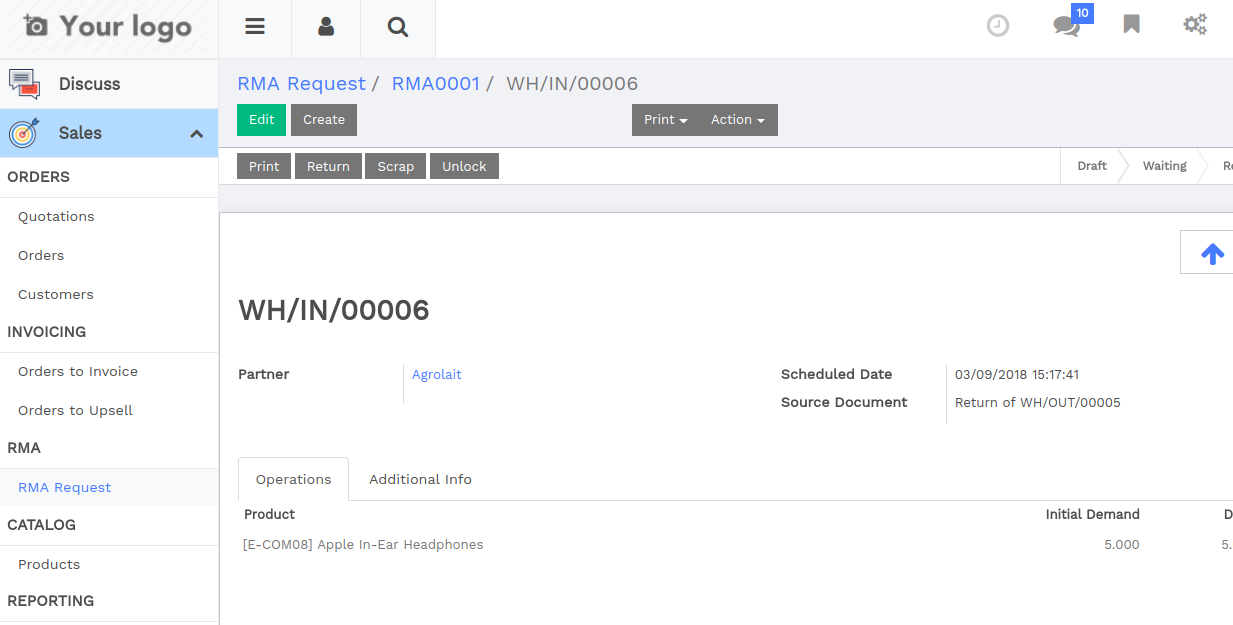 Your logo
10
Discuss
Sales
ORDERS
Quotations
Orders
Customers
INVOICING
Orders to Invoice
Orders to Upsell
RMA
RMA Request
CATALOG
Products
REPORTING
RMA Request / RMA0001 / WH/IN/00006
Edit Create Print Action
Print Return Scrap Unlock Draft Waiting
WH/IN/00006
Partner Agrolait Scheduled Date 03/09/2018 15:17:41
Source Document Return of WH/OUT/00005
Operations Additional Info
Product Initial Demand D
[E-COM08] Apple In-Ear Headphones 5.000 5.